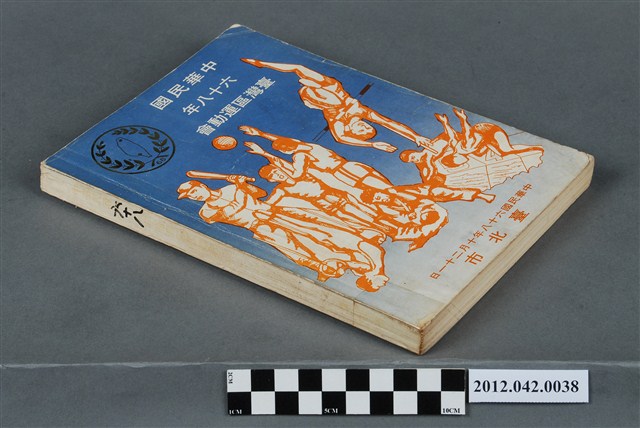 中華民國
六十八年
臺灣區運動會
中華民國六十八年十月二十一日
臺北市
六十八
3CM
1CM
5CM
10CM
2012.042.0038